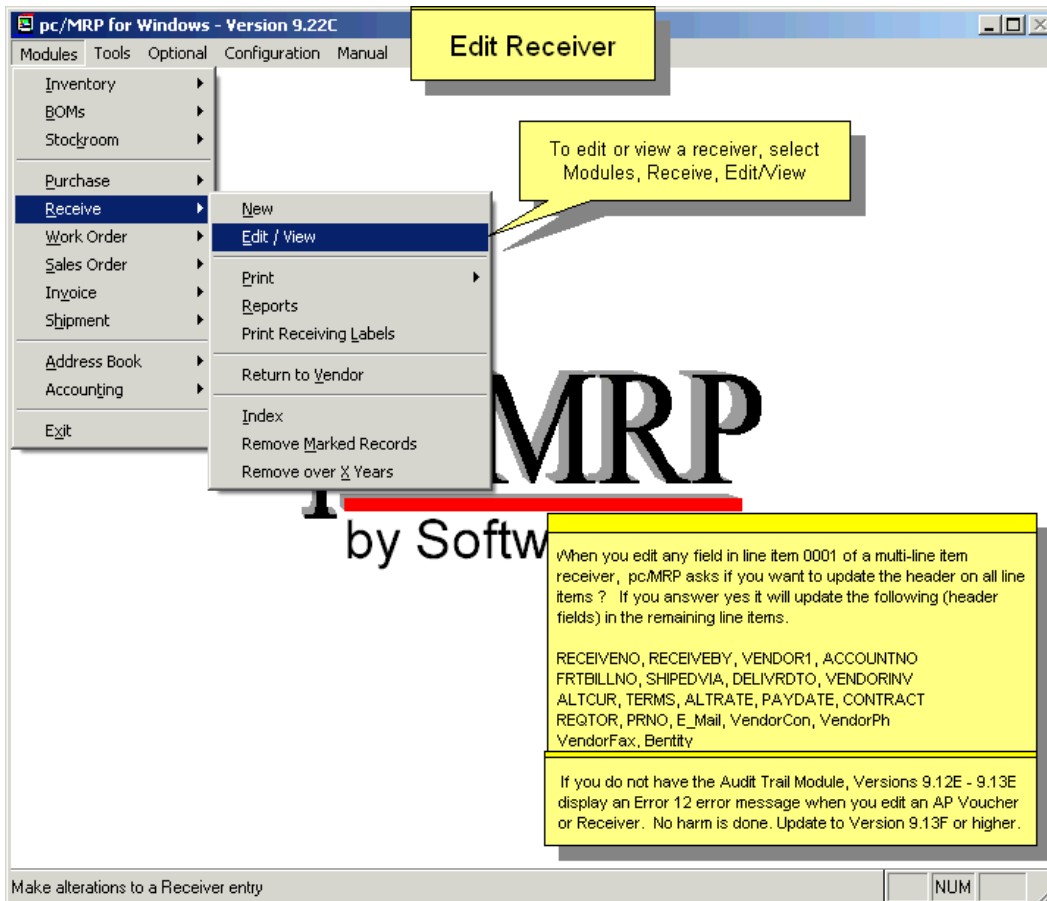 pc/MRP for Windows - Version 9.22C
Edit Receiver
Modules Tools Optional Configuration Manual
Inventory
BOMs
Stockroom
Purchase
Receive
Work Order
Sales Order
Invoice
Shipment
Address Book
Accounting
Exit
New
Edit / View
Print
Reports
Print Receiving Labels
Return to Vendor
Index
Remove Marked Records
Remove over X Years
To edit or view a receiver, select
Modules, Receive, Edit/View
MRP
by Softw
When you edit any field in line item 0001 of a multi-line item
receiver, pc/MRP asks if you want to update the header on all line
items ? If you answer yes it will update the following (header
fields) in the remaining line items.
RECEIVENO, RECEIVEBY, VENDOR1, ACCOUNTNO
FRTBILLNO, SHIPEDVIA, DELIVRDTO, VENDORINV
ALTCUR, TERMS, ALTRATE, PAYDATE, CONTRACT
REQTOR, PRNO, E_Mail, VendorCon, VendorPh
VendorFax, Bentity
If you do not have the Audit Trail Module, Versions 9.12E - 9.13E
display an Error 12 error message when you edit an AP Voucher
or Receiver. No harm is done. Update to Version 9.13F or higher.
Make alterations to a Receiver entry
NUM